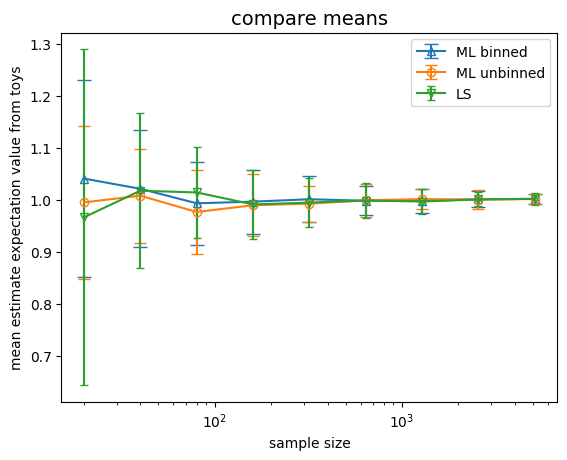 compare means
1.3
1.2
1.1
1.0
0.9
0.8
0.7
mean estimate expectation value from toys
ML binned
ML unbinned
LS
10²
10³
sample size